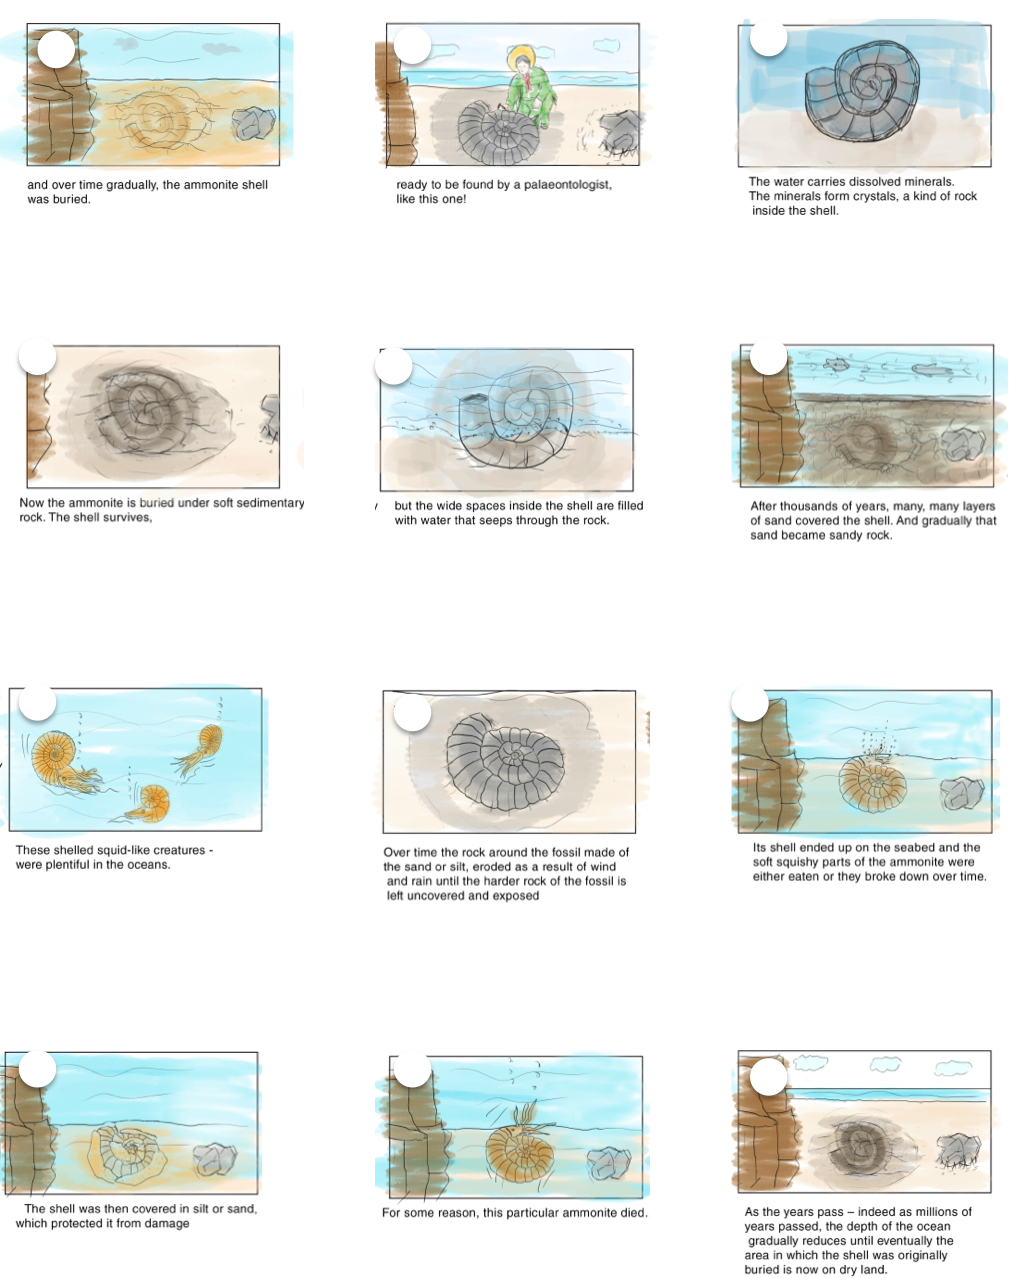 and over time gradually, the ammonite shell
was buried.
ready to be found by a palaeontologist,
like this one!
The water carries dissolved minerals.
The minerals form crystals, a kind of rock
inside the shell.
Now the ammonite is buried under soft sedimentary
rock. The shell survives,
but the wide spaces inside the shell are filled
with water that seeps through the rock.
After thousands of years, many, many layers
of sand covered the shell. And gradually that
sand became sandy rock.
These shelled squid-like creatures -
were plentiful in the oceans.
Over time the rock around the fossil made of
the sand or silt, eroded as a result of wind
and rain until the harder rock of the fossil is
left uncovered and exposed
Its shell ended up on the seabed and the
soft squishy parts of the ammonite were
either eaten or they broke down over time.
The shell was then covered in silt or sand,
which protected it from damage
For some reason, this particular ammonite died.
As the years pass – indeed as millions of
years passed, the depth of the ocean
gradually reduces until eventually the
area in which the shell was originally
buried is now on dry land.